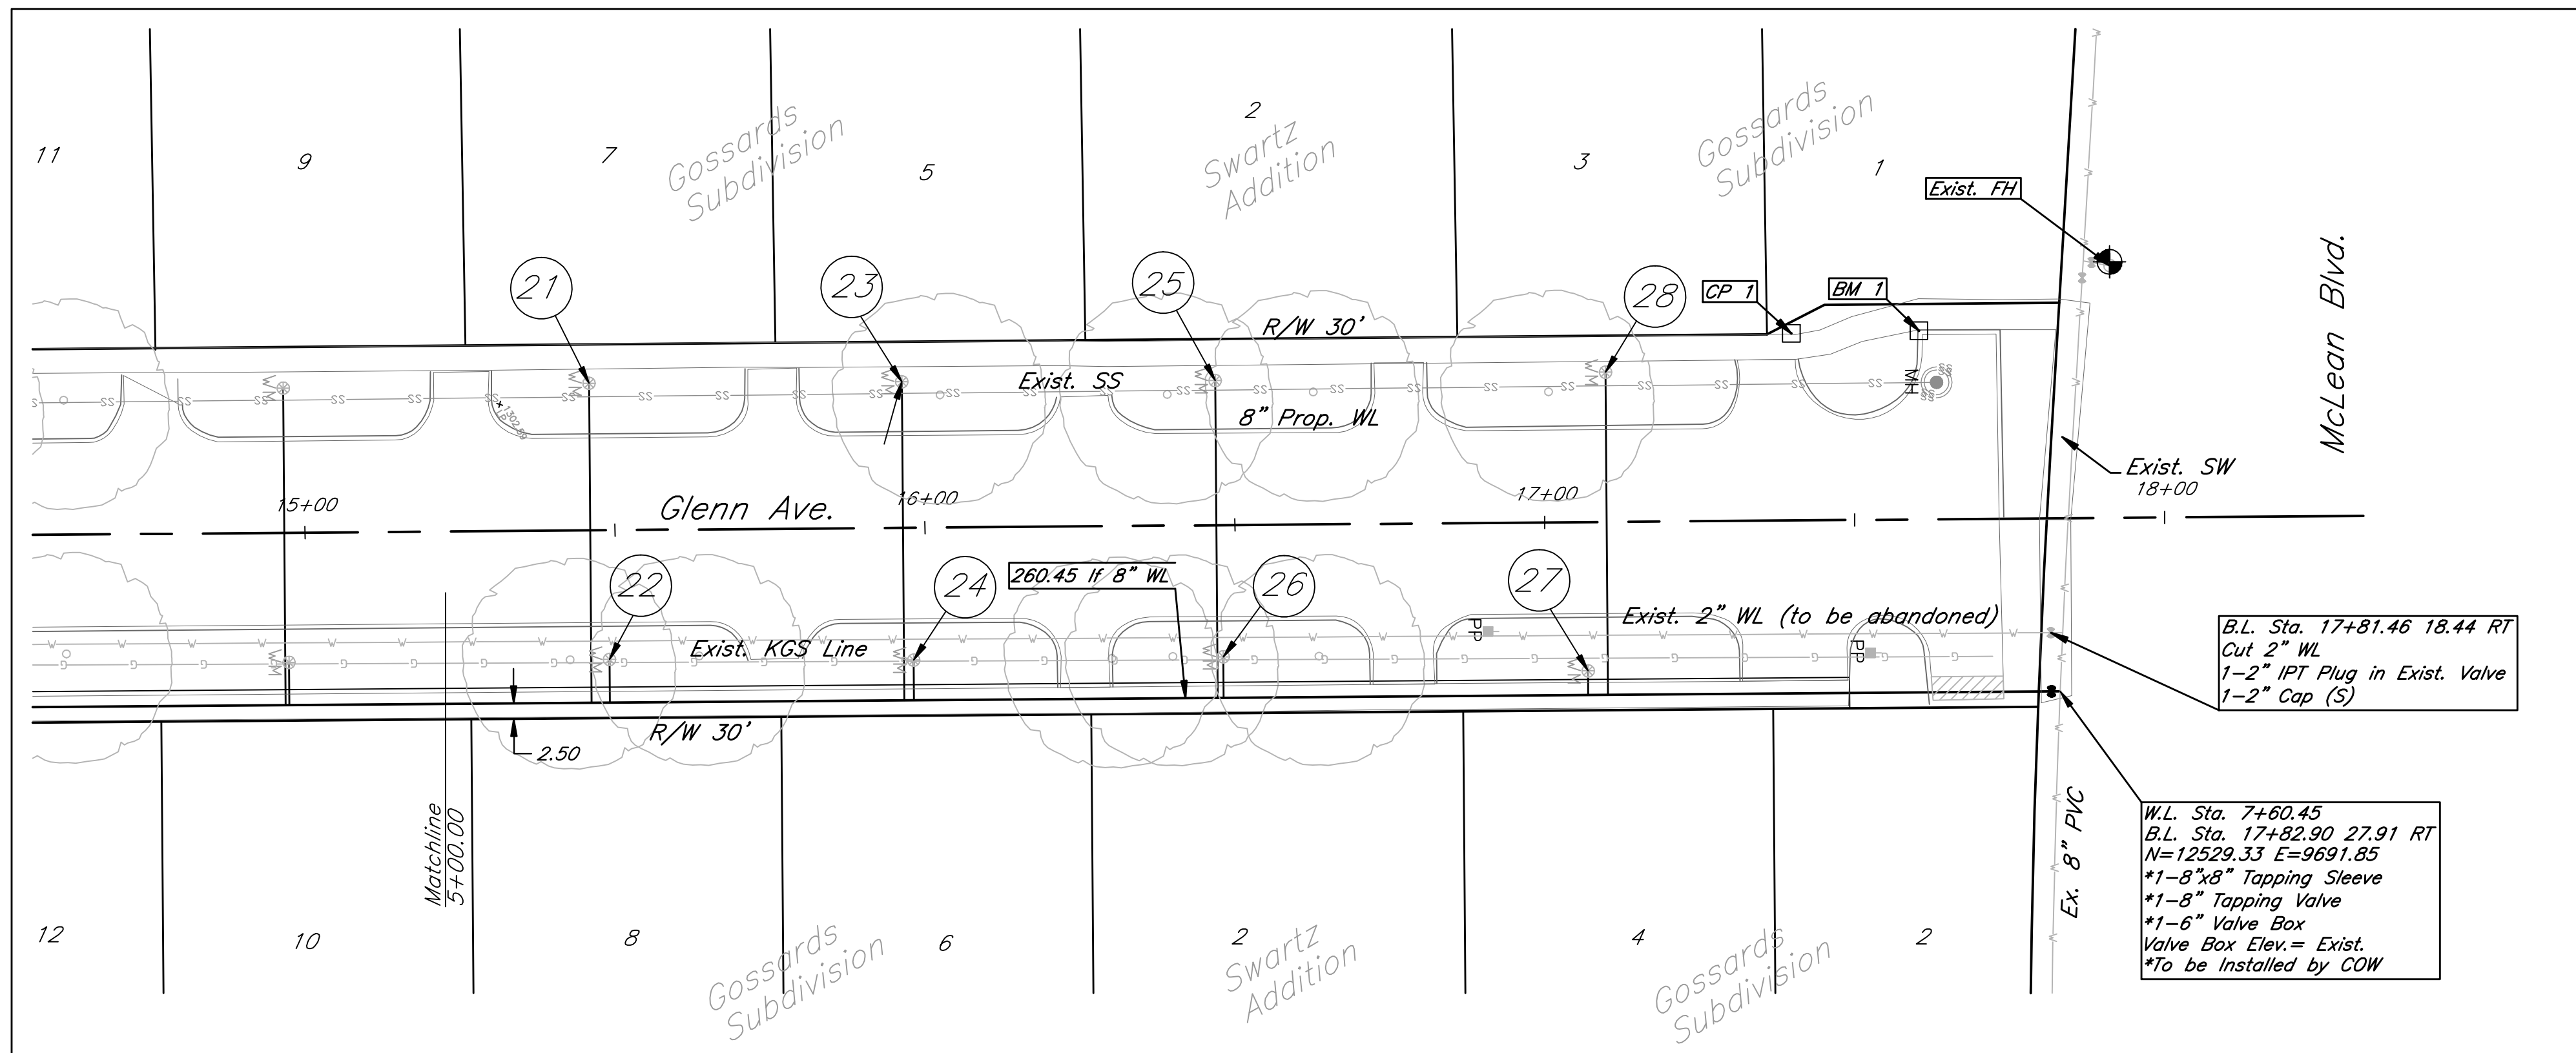 11
9
7
Gossards
Subdivision
5
2
Swartz
Addition
3
Gossards
Subdivision
1
Exist. FH
McLean Blvd.
21
23
25
28
CP 1
BM 1
R/W 30'
Exist. SS
8" Prop. WL
MH
1302.89
LP
Exist. SW
15+00
Glenn Ave.
16+00
17+00
18+00
22
24
260.45 lf 8" WL
26
27
PP
Exist. 2" WL (to be abandoned)
PP
Exist. KGS Line
R/W 30'
2.50
B.L. Sta. 17+81.46 18.44 RT
Cut 2" WL
1-2" IPT Plug in Exist. Valve
1-2" Cap (S)
Matchline
5+00.00
Ex. 8" PVC
W.L. Sta. 7+60.45
B.L. Sta. 17+82.90 27.91 RT
N=12529.33 E=9691.85
*1-8"x8" Tapping Sleeve
*1-8" Tapping Valve
*1-6" Valve Box
Valve Box Elev.= Exist.
*To be Installed by COW
12
10
8
Gossards
Subdivision
6
2
Swartz
Addition
4
Gossards
Subdivision
2